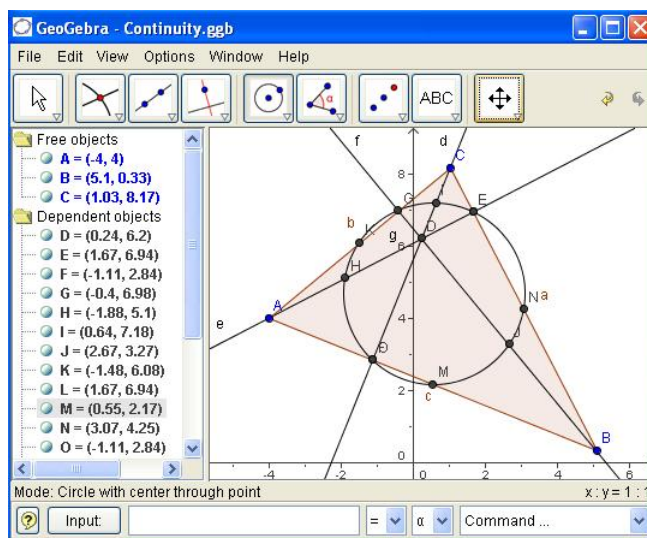 GeoGebra - Continuity.ggb
File Edit View Options Window Help
α ABC
Free objects
A = (-4, 4)
B = (5.1, 0.33)
C = (1.03, 8.17)
Dependent objects
D = (0.24, 6.2)
E = (1.67, 6.94)
F = (-1.11, 2.84)
G = (-0.4, 6.98)
H = (-1.88, 5.1)
I = (0.64, 7.18)
J = (2.67, 3.27)
K = (-1.48, 6.08)
L = (1.67, 6.94)
M = (0.55, 2.17)
N = (3.07, 4.25)
O = (-1.11, 2.84)
f d
C
8
G I E
b K
g D
6
H
N a
A
4
e
J
M
2
c
B
0
-4 -2 0 2 4 6
Mode: Circle with center through point x : y = 1 : 1
Input: = α Command ...